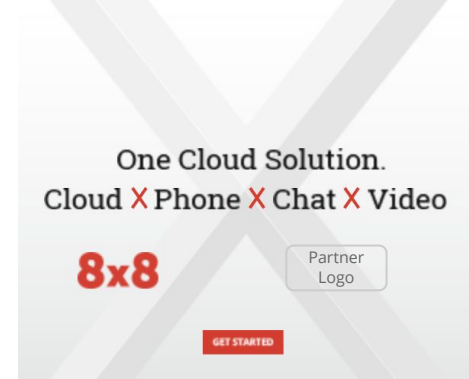 One Cloud Solution.
Cloud X Phone X Chat X Video
8x8
Partner
Logo
GET STARTED